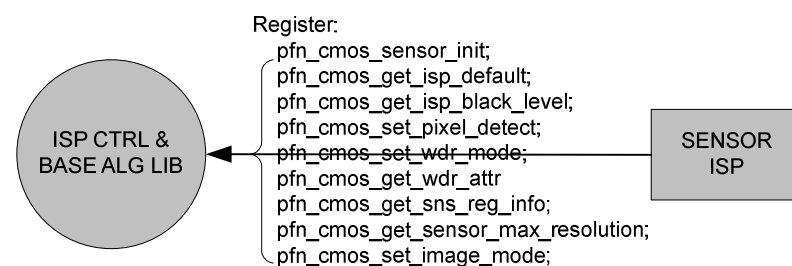 Register:
pfn_cmos_sensor_init;
pfn_cmos_get_isp_default;
pfn_cmos_get_isp_black_level;
pfn_cmos_set_pixel_detect;
pfn_cmos_set_wdr_mode;
pfn_cmos_get_wdr_attr
pfn_cmos_get_sns_reg_info;
pfn_cmos_get_sensor_max_resolution;
pfn_cmos_set_image_mode;
ISP CTRL &
BASE ALG LIB
SENSOR
ISP